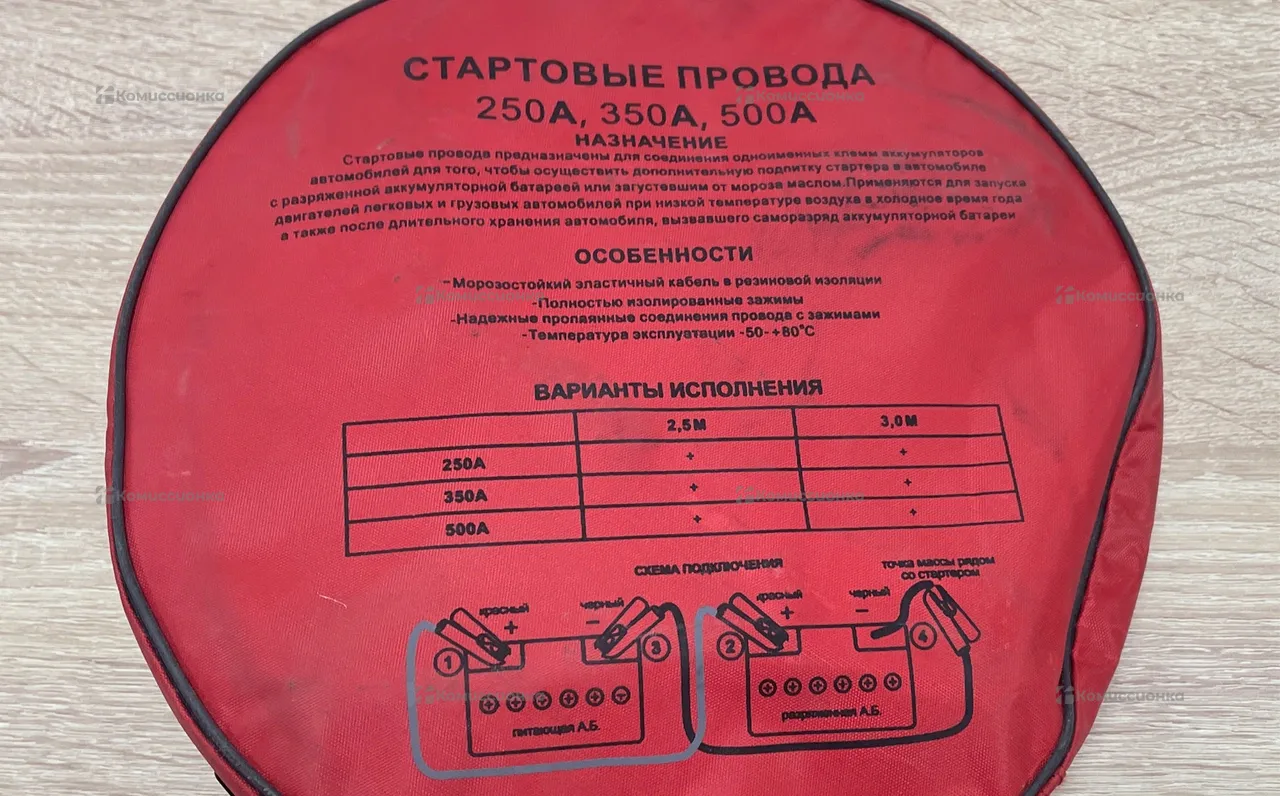 СТАРТОВЫЕ ПРОВОДА
250А, 350А, 500А
НАЗНАЧЕНИЕ
Стартовые провода предназначены для соединения одноименных клемм аккумуляторов
автомобилей для того, чтобы осуществить дополнительную подпитку стартера в автомобиле
с разряженной аккумуляторной батареей или загустевшим от мороза маслом.Применяются для запуска
двигателей легковых и грузовых автомобилей при низкой температуре воздуха в холодное время года
а также после длительного хранения автомобиля, вызвавшего саморазряд аккумуляторной батареи
ОСОБЕННОСТИ
-Морозостойкий эластичный кабель в резиновой изоляции
-Полностью изолированные зажимы
-Надежные пропаянные соединения провода с зажимами
-Температура эксплуатации -50-+80°С
ВАРИАНТЫ ИСПОЛНЕНИЯ
2,5М 3,0М
250А + +
350А + +
500А + +
СХЕМА ПОДКЛЮЧЕНИЯ
точка массы рядом
со стартером
красный черный красный черный
+ − + −
1 3 2 4
питающая А.Б. разряженная А.Б.
Комиссионка
Комиссионка
Комиссионка
Комиссионка
Комиссионка
Комиссионка
Комиссионка
Комиссионка